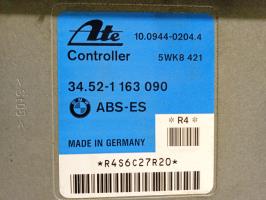 Ate
10.0944-0204.4
Controller
5WK8 421
34.52-1 163 090
BMW
ABS-ES
*R4*
MADE IN GERMANY
*R4S6C27R20*